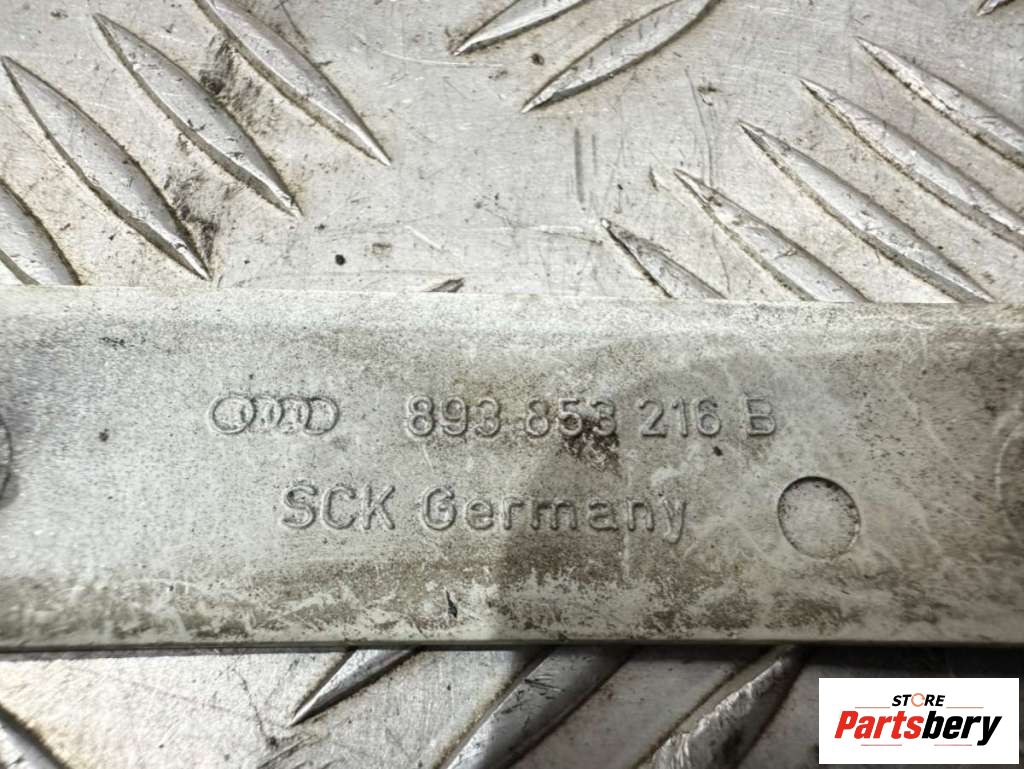 893 853 216 B
SCK Germany
STORE
Partsbery